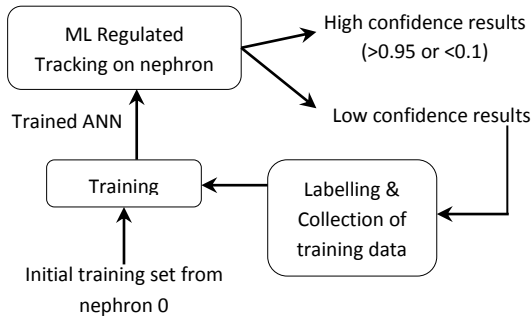 ML Regulated
Tracking on nephron
High confidence results
(>0.95 or <0.1)
Trained ANN
Low confidence results
Training
Labelling &
Collection of
training data
Initial training set from
nephron 0